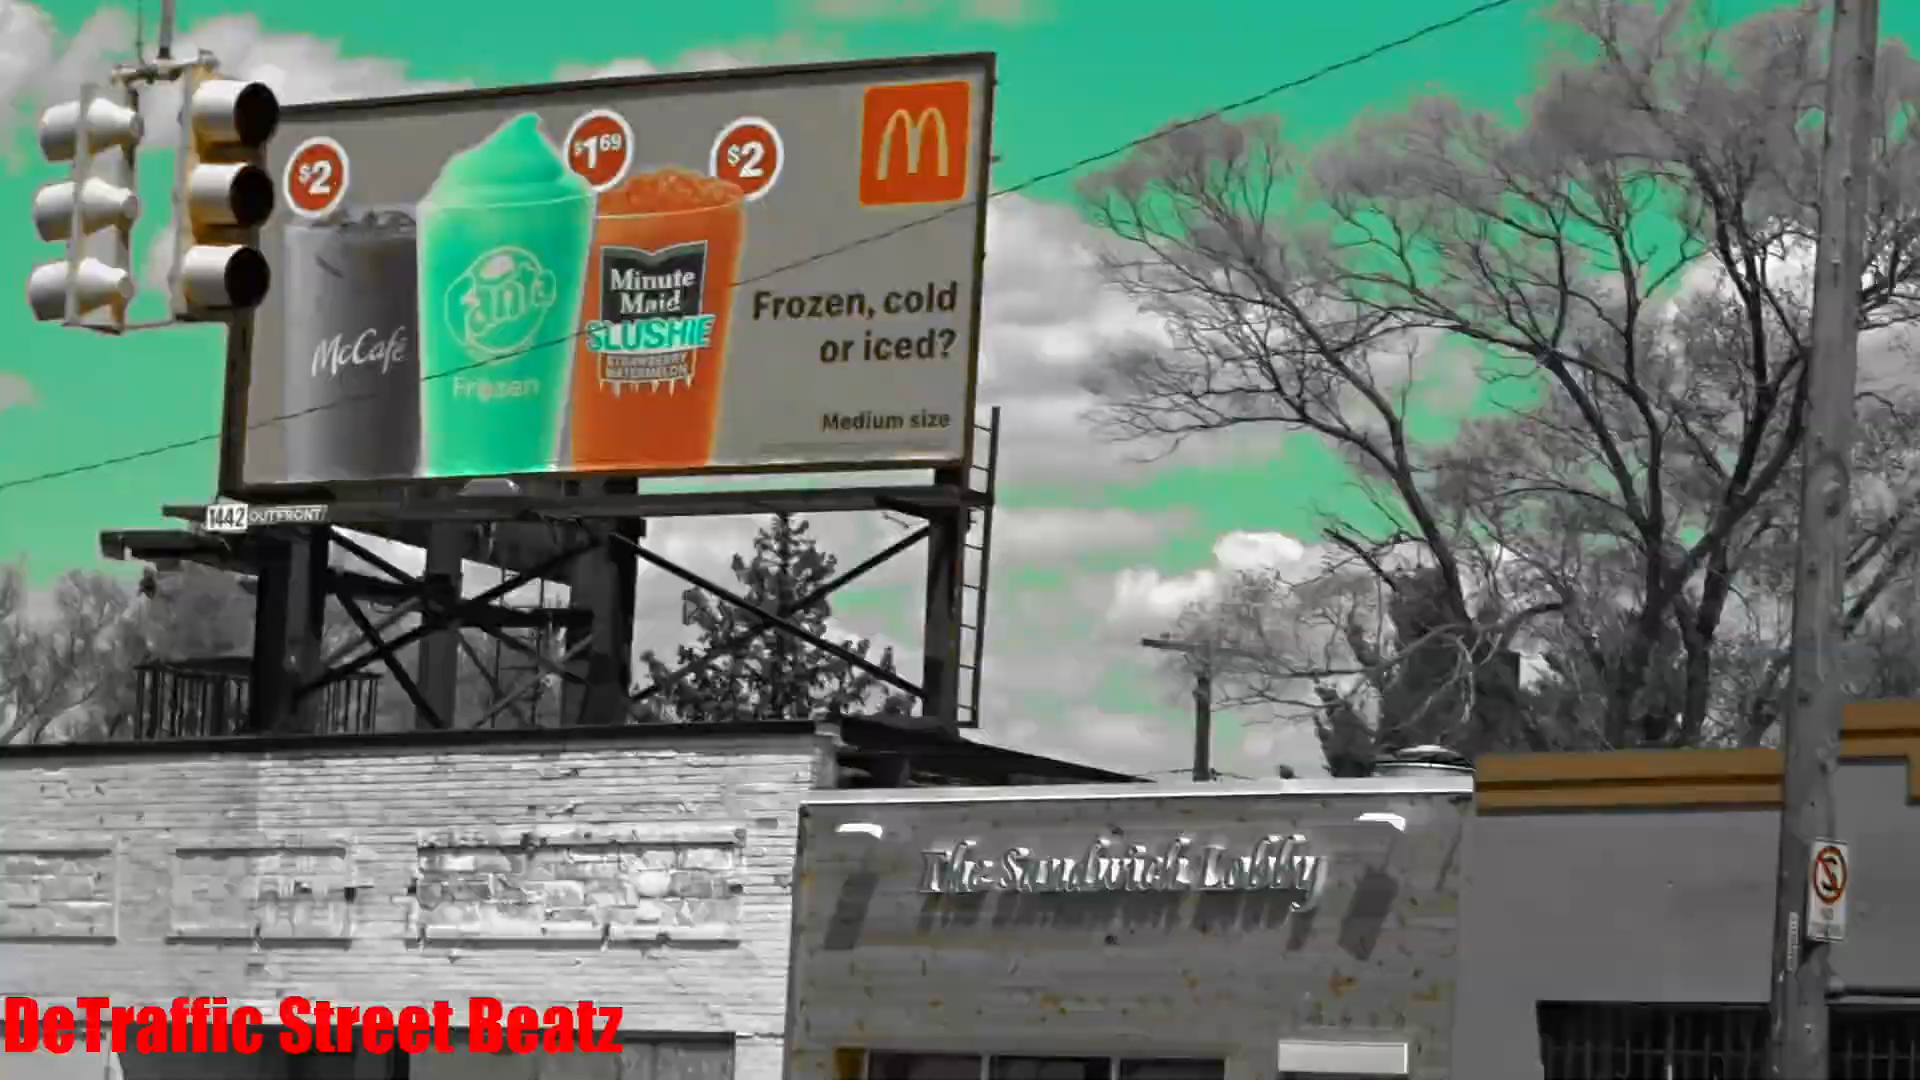 $2
$1.69
$2
McCafé
Fanta
Frozen
Minute
Maid
SLUSHIE
STRAWBERRY
WATERMELON
Frozen, cold
or iced?
Medium size
1442 OUTFRONT
The Sandwich Lobby
DeTraffic Street Beatz